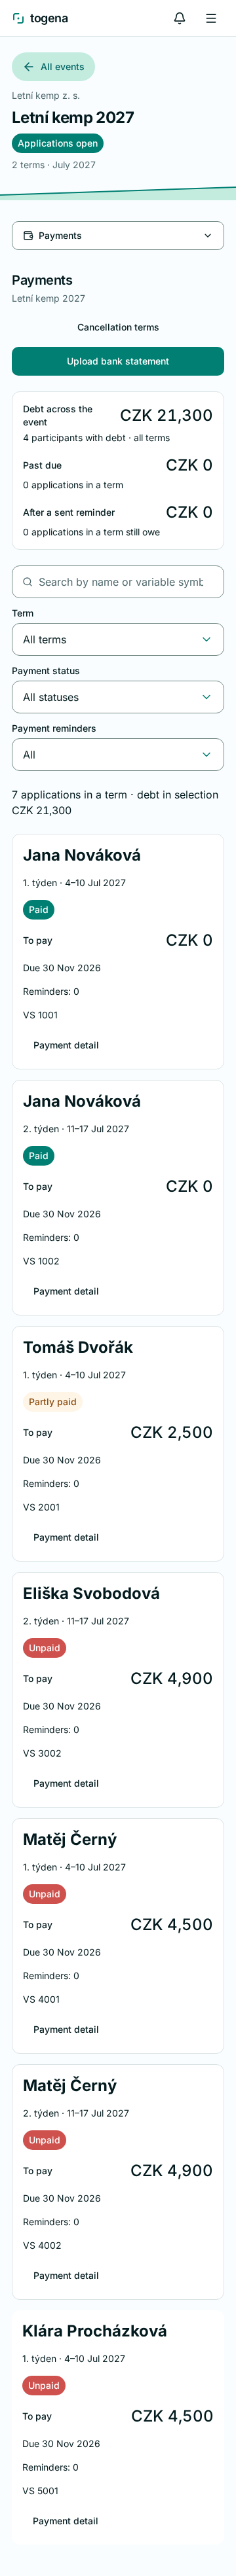 togena
All events
Letní kemp z. s.
Letní kemp 2027
Applications open
2 terms · July 2027
Payments
Payments
Letní kemp 2027
Cancellation terms
Upload bank statement
Debt across the
event
CZK 21,300
4 participants with debt · all terms
Past due
CZK 0
0 applications in a term
After a sent reminder
CZK 0
0 applications in a term still owe
Search by name or variable symb
Term
All terms
Payment status
All statuses
Payment reminders
All
7 applications in a term · debt in selection
CZK 21,300
Jana Nováková
1. týden · 4–10 Jul 2027
Paid
To pay
CZK 0
Due 30 Nov 2026
Reminders: 0
VS 1001
Payment detail
Jana Nováková
2. týden · 11–17 Jul 2027
Paid
To pay
CZK 0
Due 30 Nov 2026
Reminders: 0
VS 1002
Payment detail
Tomáš Dvořák
1. týden · 4–10 Jul 2027
Partly paid
To pay
CZK 2,500
Due 30 Nov 2026
Reminders: 0
VS 2001
Payment detail
Eliška Svobodová
2. týden · 11–17 Jul 2027
Unpaid
To pay
CZK 4,900
Due 30 Nov 2026
Reminders: 0
VS 3002
Payment detail
Matěj Černý
1. týden · 4–10 Jul 2027
Unpaid
To pay
CZK 4,500
Due 30 Nov 2026
Reminders: 0
VS 4001
Payment detail
Matěj Černý
2. týden · 11–17 Jul 2027
Unpaid
To pay
CZK 4,900
Due 30 Nov 2026
Reminders: 0
VS 4002
Payment detail
Klára Procházková
1. týden · 4–10 Jul 2027
Unpaid
To pay
CZK 4,500
Due 30 Nov 2026
Reminders: 0
VS 5001
Payment detail